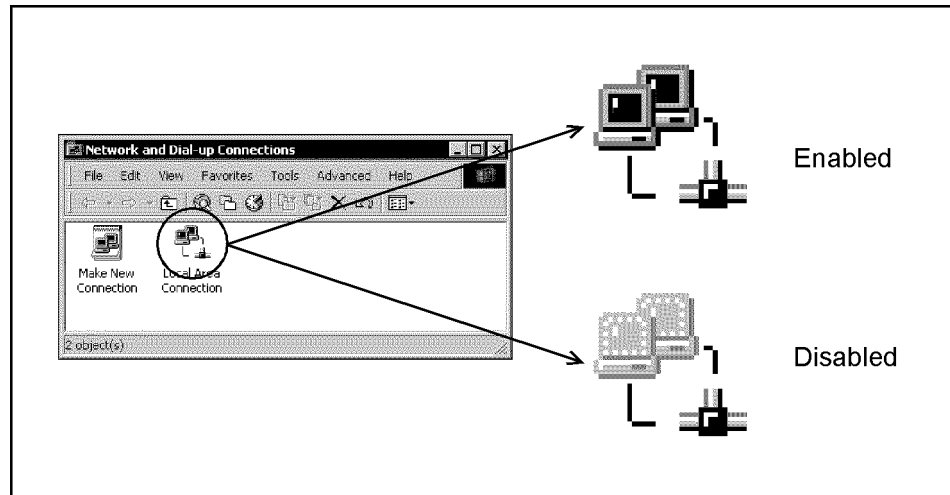 Network and Dial-up Connections
File Edit View Favorites Tools Advanced Help
Make New
Connection
Local Area
Connection
2 object(s)
Enabled
Disabled